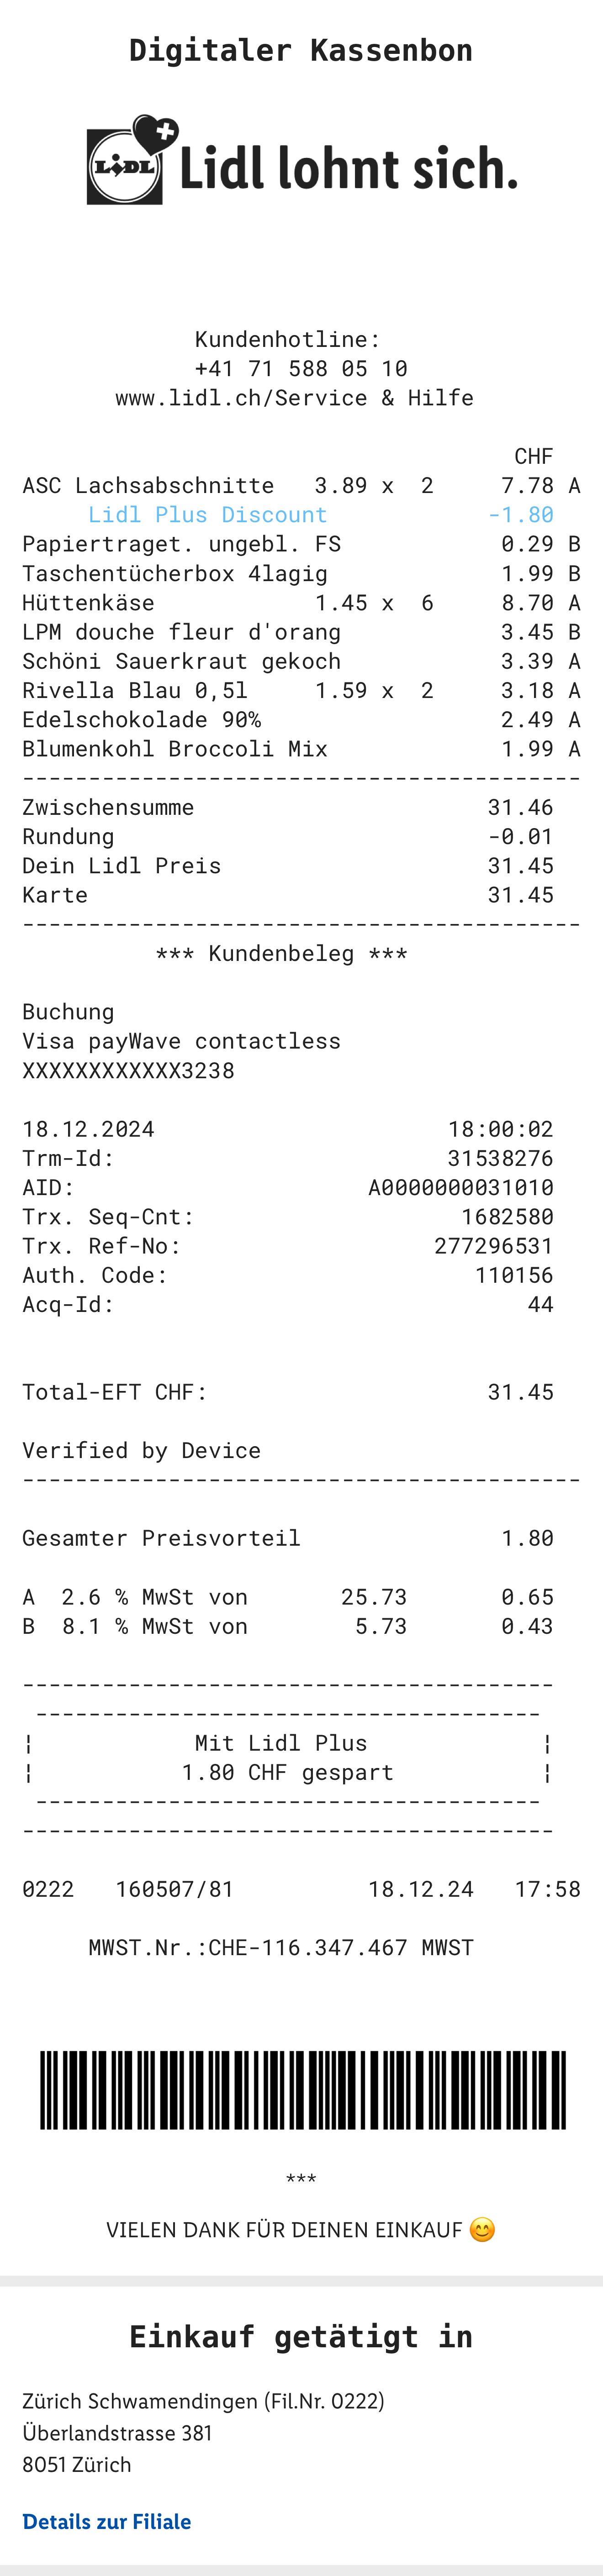 Digitaler Kassenbon
LIDL Lidl lohnt sich.
Kundenhotline:
+41 71 588 05 10
www.lidl.ch/Service & Hilfe
CHF
ASC Lachsabschnitte 3.89 x 2 7.78 A
Lidl Plus Discount -1.80
Papiertraget. ungebl. FS 0.29 B
Taschentücherbox 4lagig 1.99 B
Hüttenkäse 1.45 x 6 8.70 A
LPM douche fleur d'orang 3.45 B
Schöni Sauerkraut gekoch 3.39 A
Rivella Blau 0,5l 1.59 x 2 3.18 A
Edelschokolade 90% 2.49 A
Blumenkohl Broccoli Mix 1.99 A
------------------------------------------
Zwischensumme 31.46
Rundung -0.01
Dein Lidl Preis 31.45
Karte 31.45
------------------------------------------
*** Kundenbeleg ***
Buchung
Visa payWave contactless
XXXXXXXXXXXX3238
18.12.2024 18:00:02
Trm-Id: 31538276
AID: A0000000031010
Trx. Seq-Cnt: 1682580
Trx. Ref-No: 277296531
Auth. Code: 110156
Acq-Id: 44
Total-EFT CHF: 31.45
Verified by Device
------------------------------------------
Gesamter Preisvorteil 1.80
A 2.6 % MwSt von 25.73 0.65
B 8.1 % MwSt von 5.73 0.43
----------------------------------------
--------------------------------------
¦ Mit Lidl Plus ¦
¦ 1.80 CHF gespart ¦
--------------------------------------
----------------------------------------
0222 160507/81 18.12.24 17:58
MWST.Nr.:CHE-116.347.467 MWST
***
VIELEN DANK FÜR DEINEN EINKAUF 😊
Einkauf getätigt in
Zürich Schwamendingen (Fil.Nr. 0222)
Überlandstrasse 381
8051 Zürich
Details zur Filiale